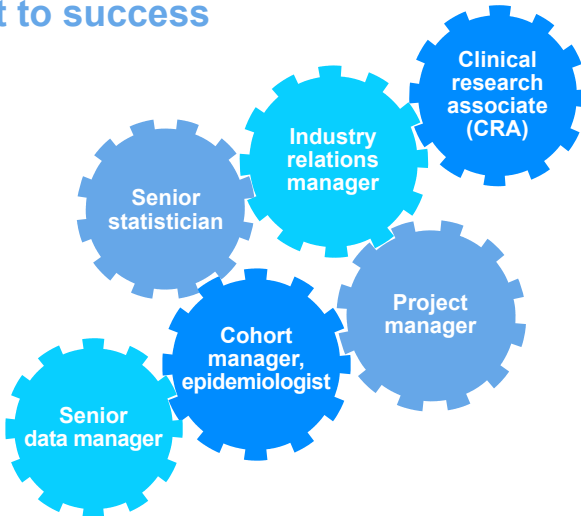 t to success
Clinical
research
associate
(CRA)
Industry
relations
manager
Senior
statistician
Project
manager
Cohort
manager,
epidemiologist
Senior
data manager